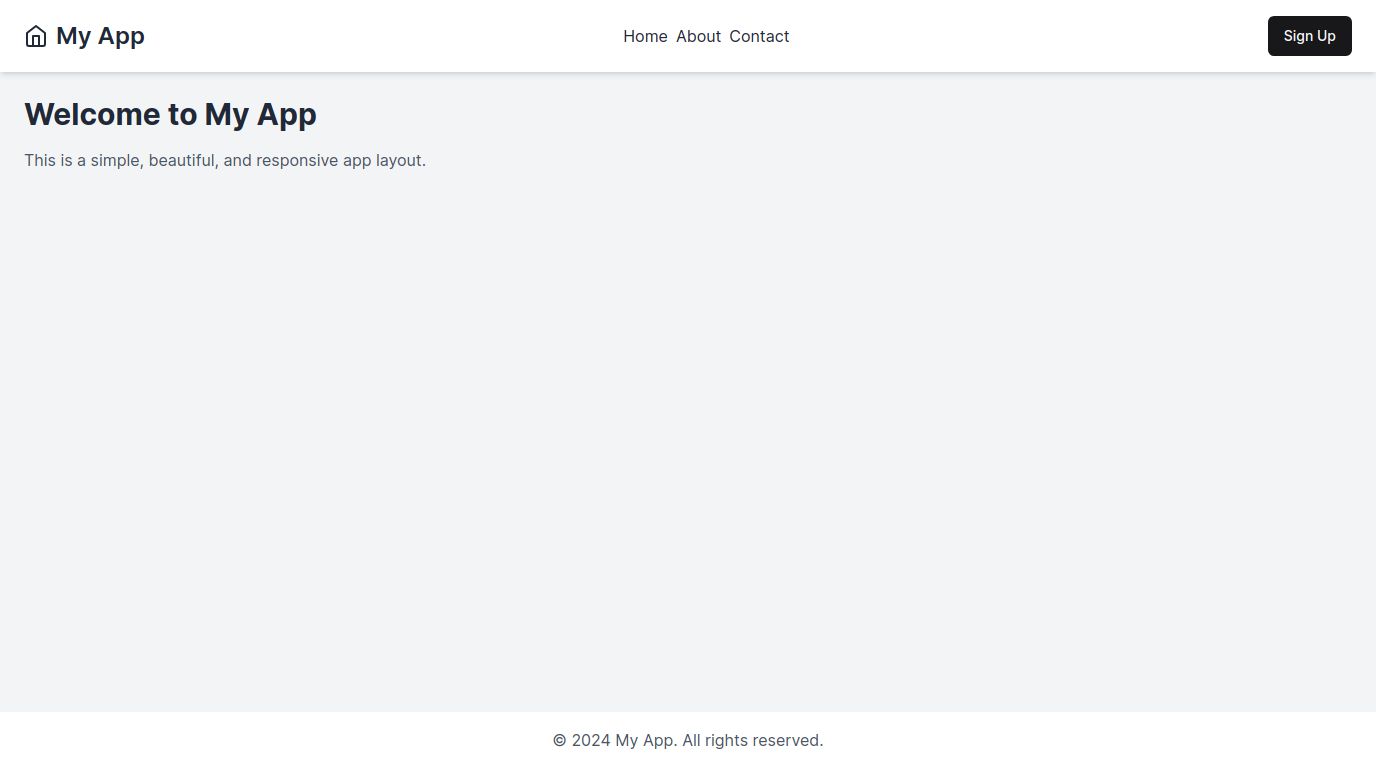 My App
Home About Contact
Sign Up
Welcome to My App
This is a simple, beautiful, and responsive app layout.
© 2024 My App. All rights reserved.